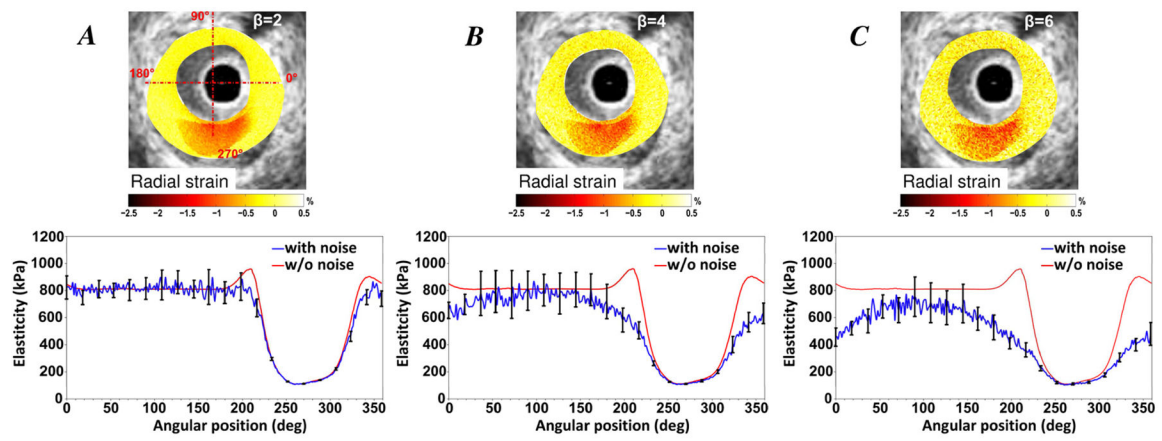 A
90°
β=2
180°
0°
270°
Radial strain
%
−2.5 −2 −1.5 −1 −0.5 0 0.5
B
β=4
Radial strain
%
−2.5 −2 −1.5 −1 −0.5 0 0.5
C
β=6
Radial strain
%
−2.5 −2 −1.5 −1 −0.5 0 0.5
Elastitcity (kPa)
1200
1000
800
600
400
200
0
with noise
w/o noise
0 50 100 150 200 250 300 350
Angular position (deg)
Elastitcity (kPa)
1200
1000
800
600
400
200
0
with noise
w/o noise
0 50 100 150 200 250 300 350
Angular position (deg)
Elastitcity (kPa)
1200
1000
800
600
400
200
0
with noise
w/o noise
0 50 100 150 200 250 300 350
Angular position (deg)